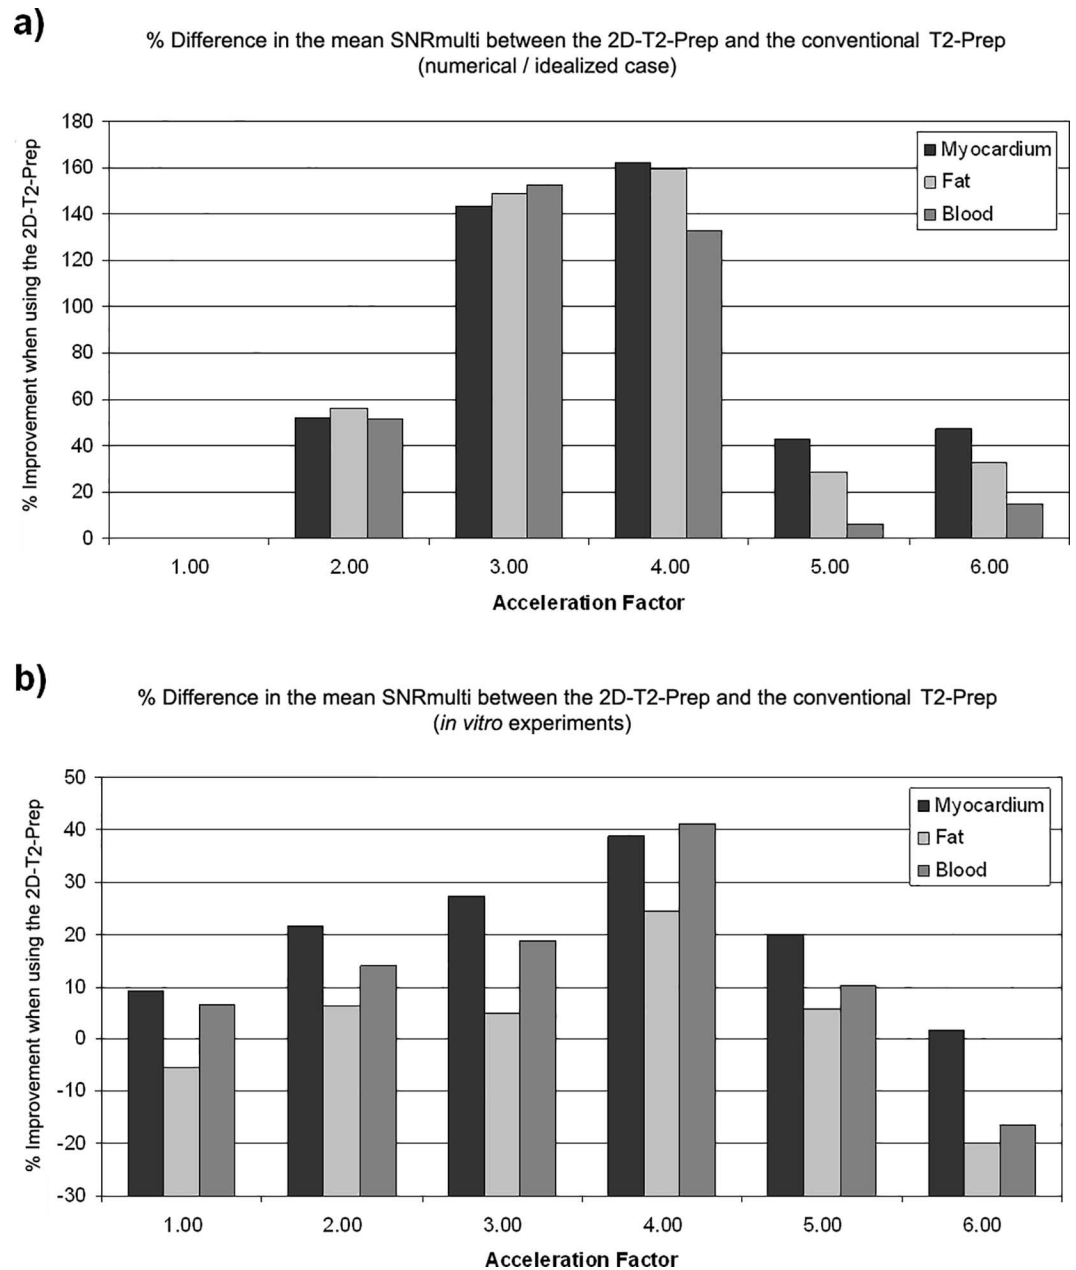 a)
% Difference in the mean SNRmulti between the 2D-T2-Prep and the conventional T2-Prep
(numerical / idealized case)
% Improvement when using the 2D-T2-Prep
180
160
140
120
100
80
60
40
20
0
Myocardium
Fat
Blood
1.00 2.00 3.00 4.00 5.00 6.00
Acceleration Factor
b)
% Difference in the mean SNRmulti between the 2D-T2-Prep and the conventional T2-Prep
(in vitro experiments)
% Improvement when using the 2D-T2-Prep
50
40
30
20
10
0
-10
-20
-30
Myocardium
Fat
Blood
1.00 2.00 3.00 4.00 5.00 6.00
Acceleration Factor